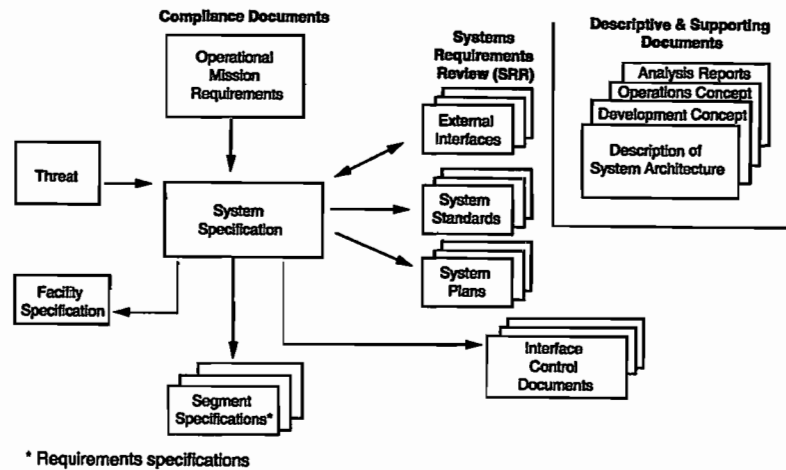 Compliance Documents
Operational
Mission
Requirements
Systems
Requirements
Review (SRR)
Descriptive & Supporting
Documents
Analysis Reports
Operations Concept
Development Concept
Description of
System Architecture
External
Interfaces
Threat
System
Specification
System
Standards
System
Plans
Facility
Specification
Interface
Control
Documents
Segment
Specifications*
* Requirements specifications